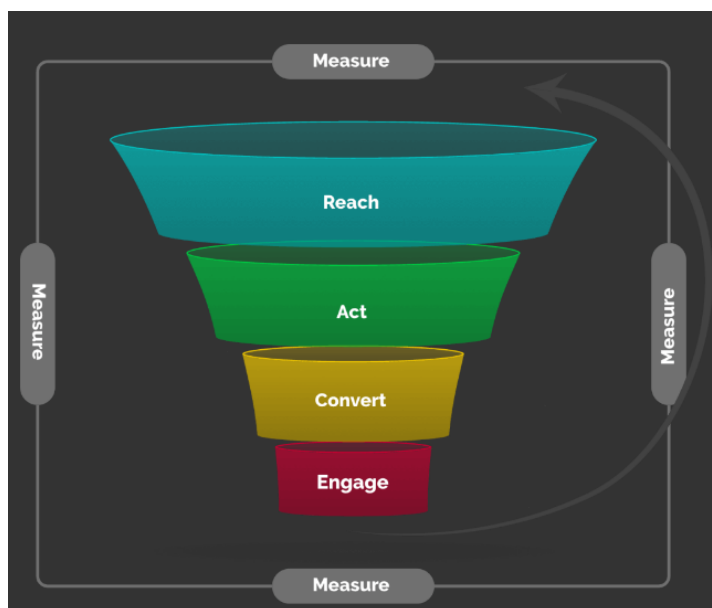 Measure
Reach
Measure
Act
Measure
Convert
Engage
Measure